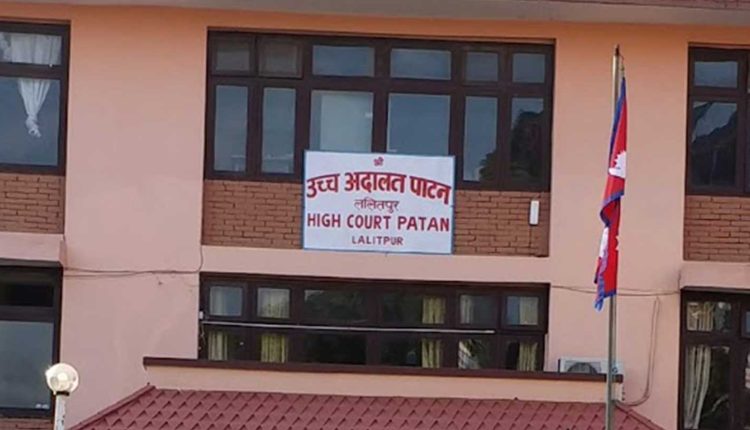 श्री
उच्च अदालत पाटन
ललितपुर
HIGH COURT PATAN
LALITPUR